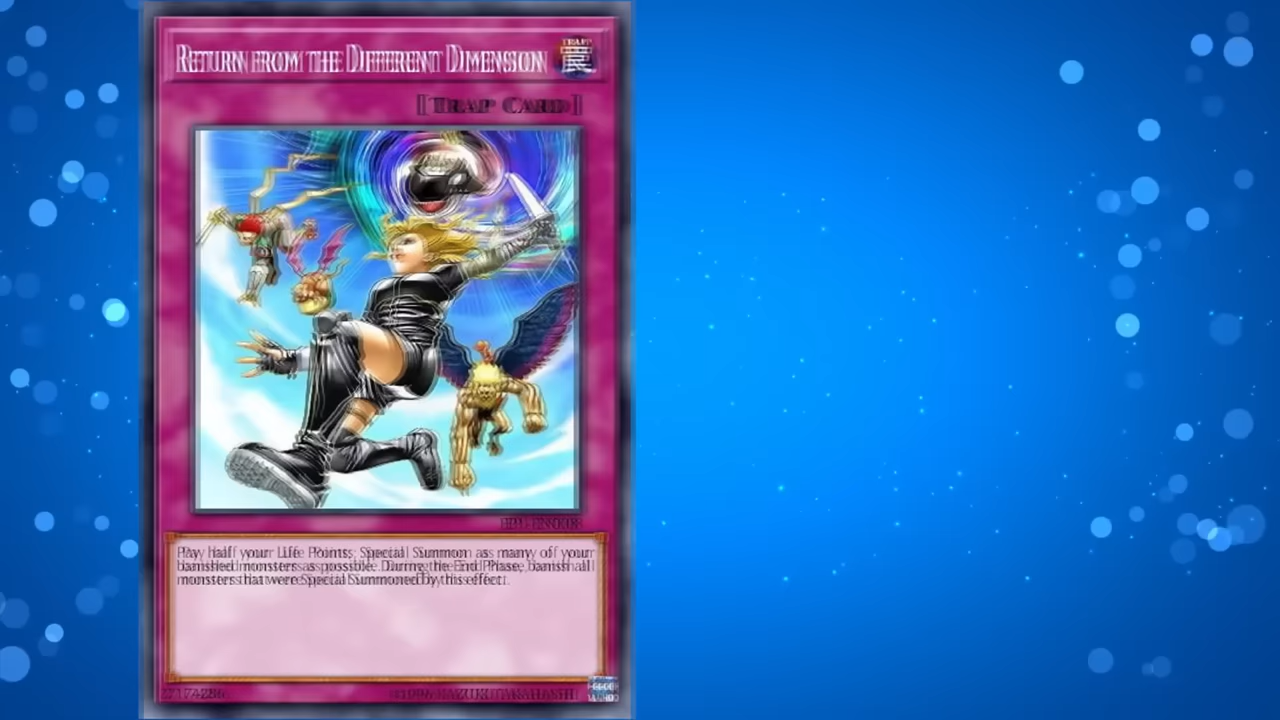 RETURN FROM THE DIFFERENT DIMENSION
TRAP
罠
[TRAP CARD]
Pay half your Life Points; Special Summon as many of your
banished monsters as possible. During the End Phase, banish all
monsters that were Special Summoned by this effect.
KAZUKI TAKAHASHI